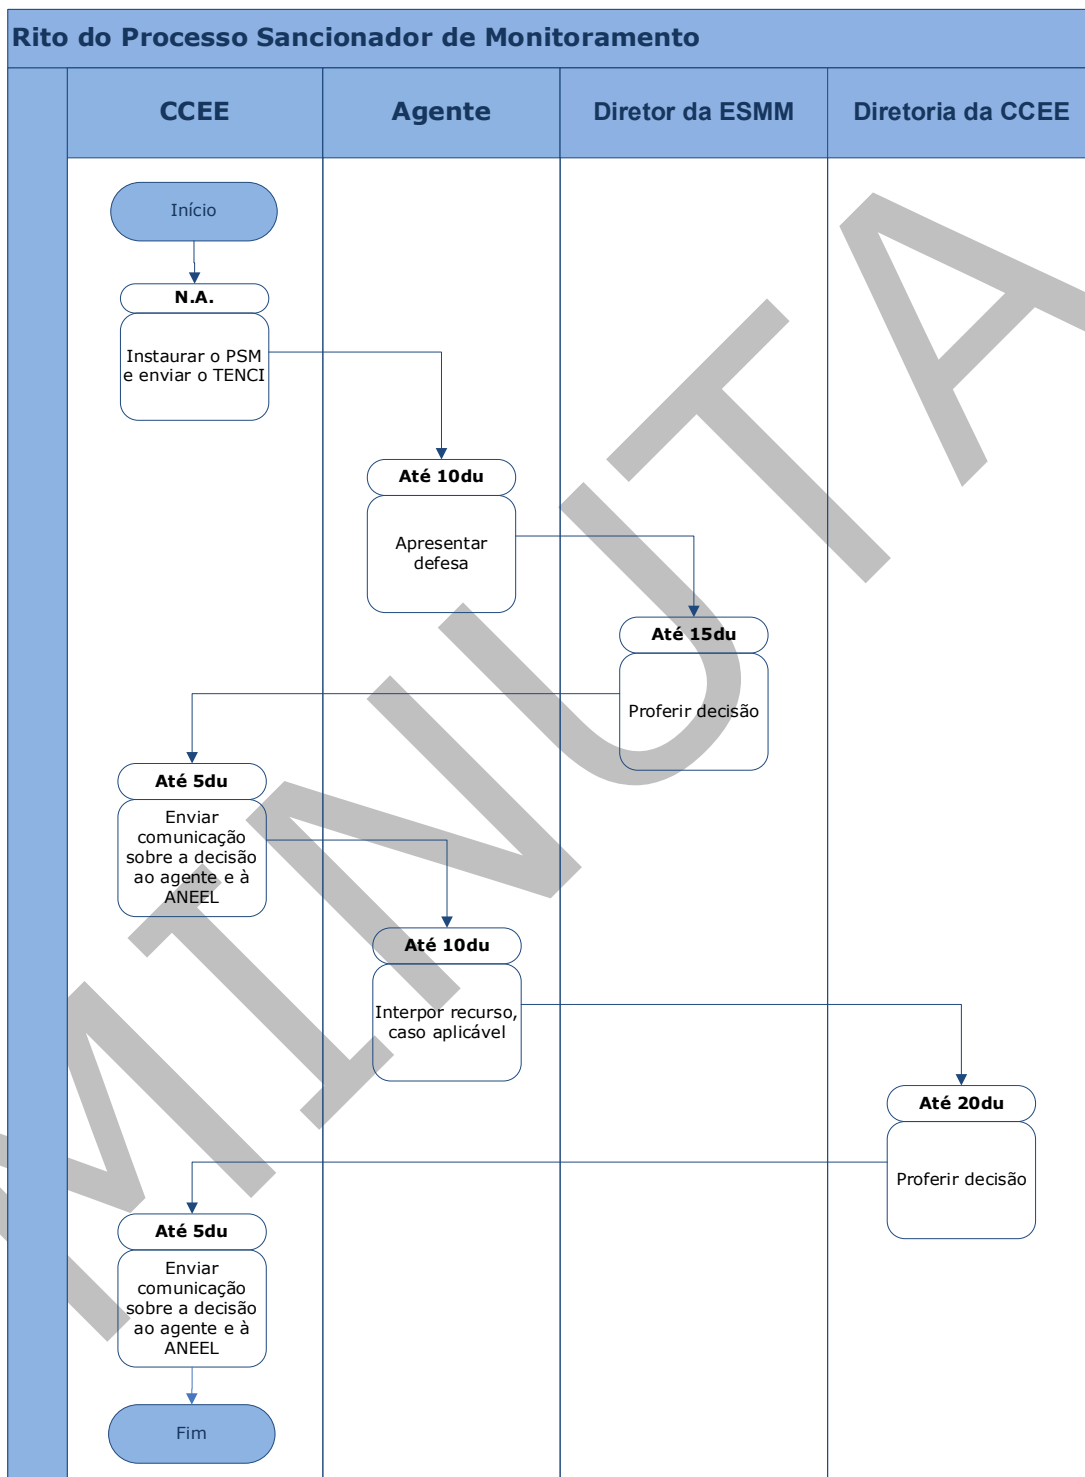 Rito do Processo Sancionador de Monitoramento
CCEE
Agente
Diretor da ESMM
Diretoria da CCEE
Início
N.A.
Instaurar o PSM
e enviar o TENCI
Até 10du
Apresentar
defesa
Até 15du
Proferir decisão
Até 5du
Enviar
comunicação
sobre a decisão
ao agente e à
ANEEL
Até 10du
Interpor recurso,
caso aplicável
Até 20du
Proferir decisão
Até 5du
Enviar
comunicação
sobre a decisão
ao agente e à
ANEEL
Fim
MINUTA